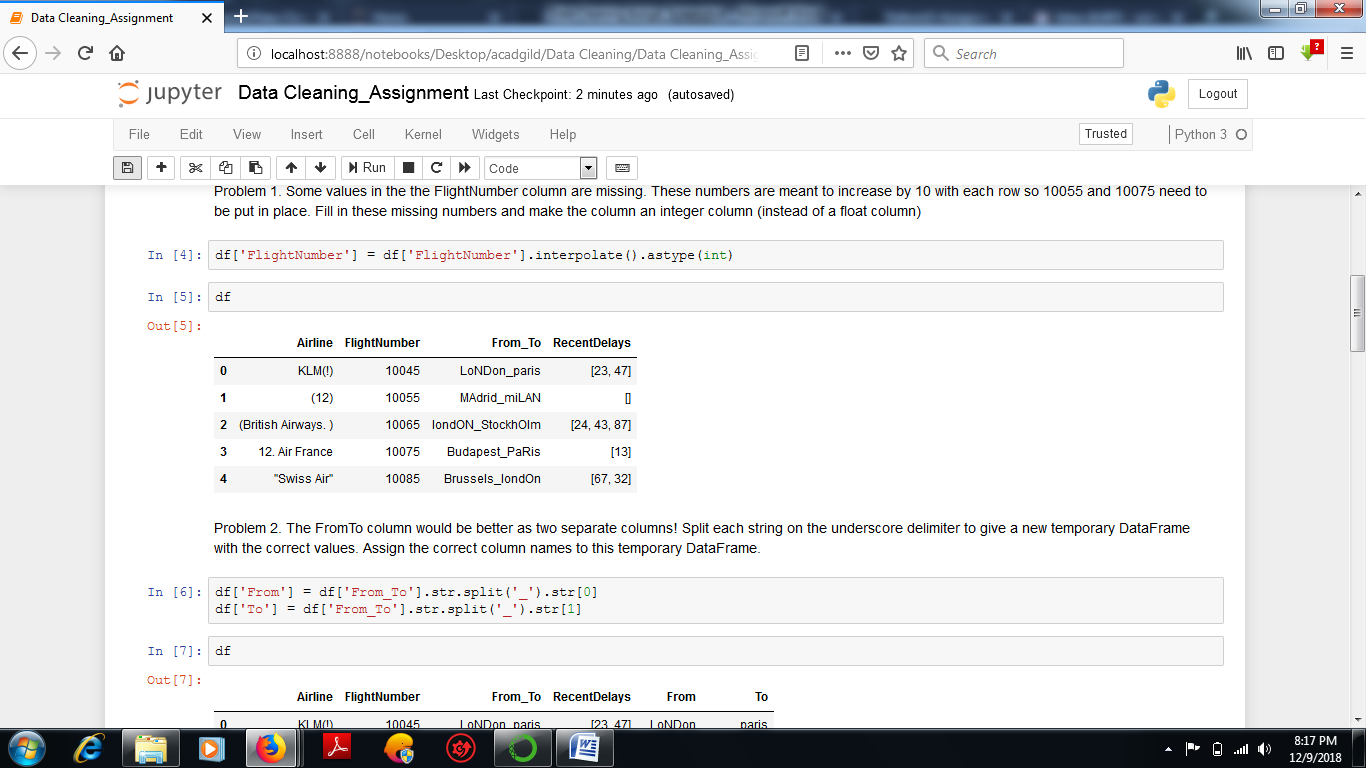 Data Cleaning_Assignment
localhost:8888/notebooks/Desktop/acadgild/Data Cleaning/Data Cleaning_Assig
Search
?
jupyter Data Cleaning_Assignment Last Checkpoint: 2 minutes ago (autosaved)
Logout
File Edit View Insert Cell Kernel Widgets Help
Trusted
Python 3
Run
Code
Problem 1. Some values in the the FlightNumber column are missing. These numbers are meant to increase by 10 with each row so 10055 and 10075 need to
be put in place. Fill in these missing numbers and make the column an integer column (instead of a float column)
In [4]: df['FlightNumber'] = df['FlightNumber'].interpolate().astype(int)
In [5]: df
Out[5]:
Airline FlightNumber From_To RecentDelays
0 KLM(!) 10045 LoNDon_paris [23, 47]
1 (12) 10055 MAdrid_miLAN []
2 (British Airways. ) 10065 londON_StockhOlm [24, 43, 87]
3 12. Air France 10075 Budapest_PaRis [13]
4 "Swiss Air" 10085 Brussels_londOn [67, 32]
Problem 2. The FromTo column would be better as two separate columns! Split each string on the underscore delimiter to give a new temporary DataFrame
with the correct values. Assign the correct column names to this temporary DataFrame.
In [6]: df['From'] = df['From_To'].str.split('_').str[0]
df['To'] = df['From_To'].str.split('_').str[1]
In [7]: df
Out[7]:
Airline FlightNumber From_To RecentDelays From To
0 KLM(!) 10045 LoNDon_paris [23, 47] LoNDon paris
8:17 PM
12/9/2018